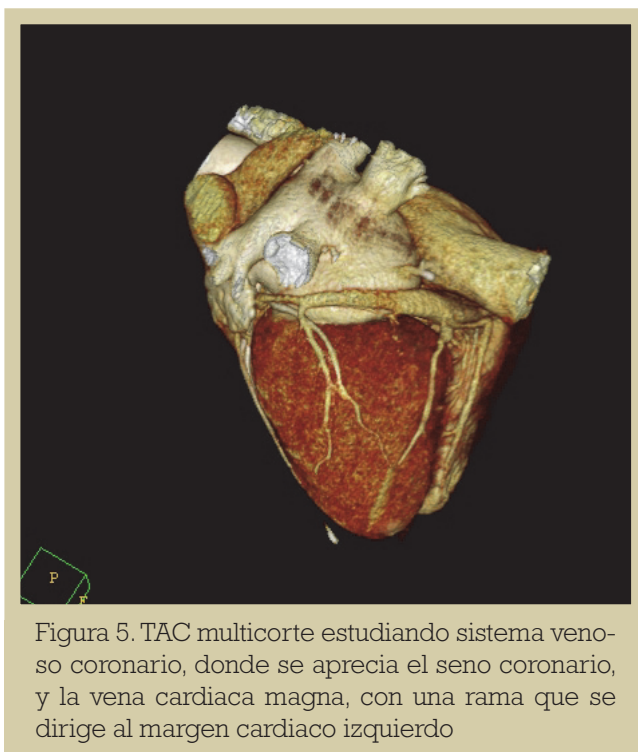 P
F
Figura 5. TAC multicorte estudiando sistema veno-
so coronario, donde se aprecia el seno coronario,
y la vena cardiaca magna, con una rama que se
dirige al margen cardiaco izquierdo